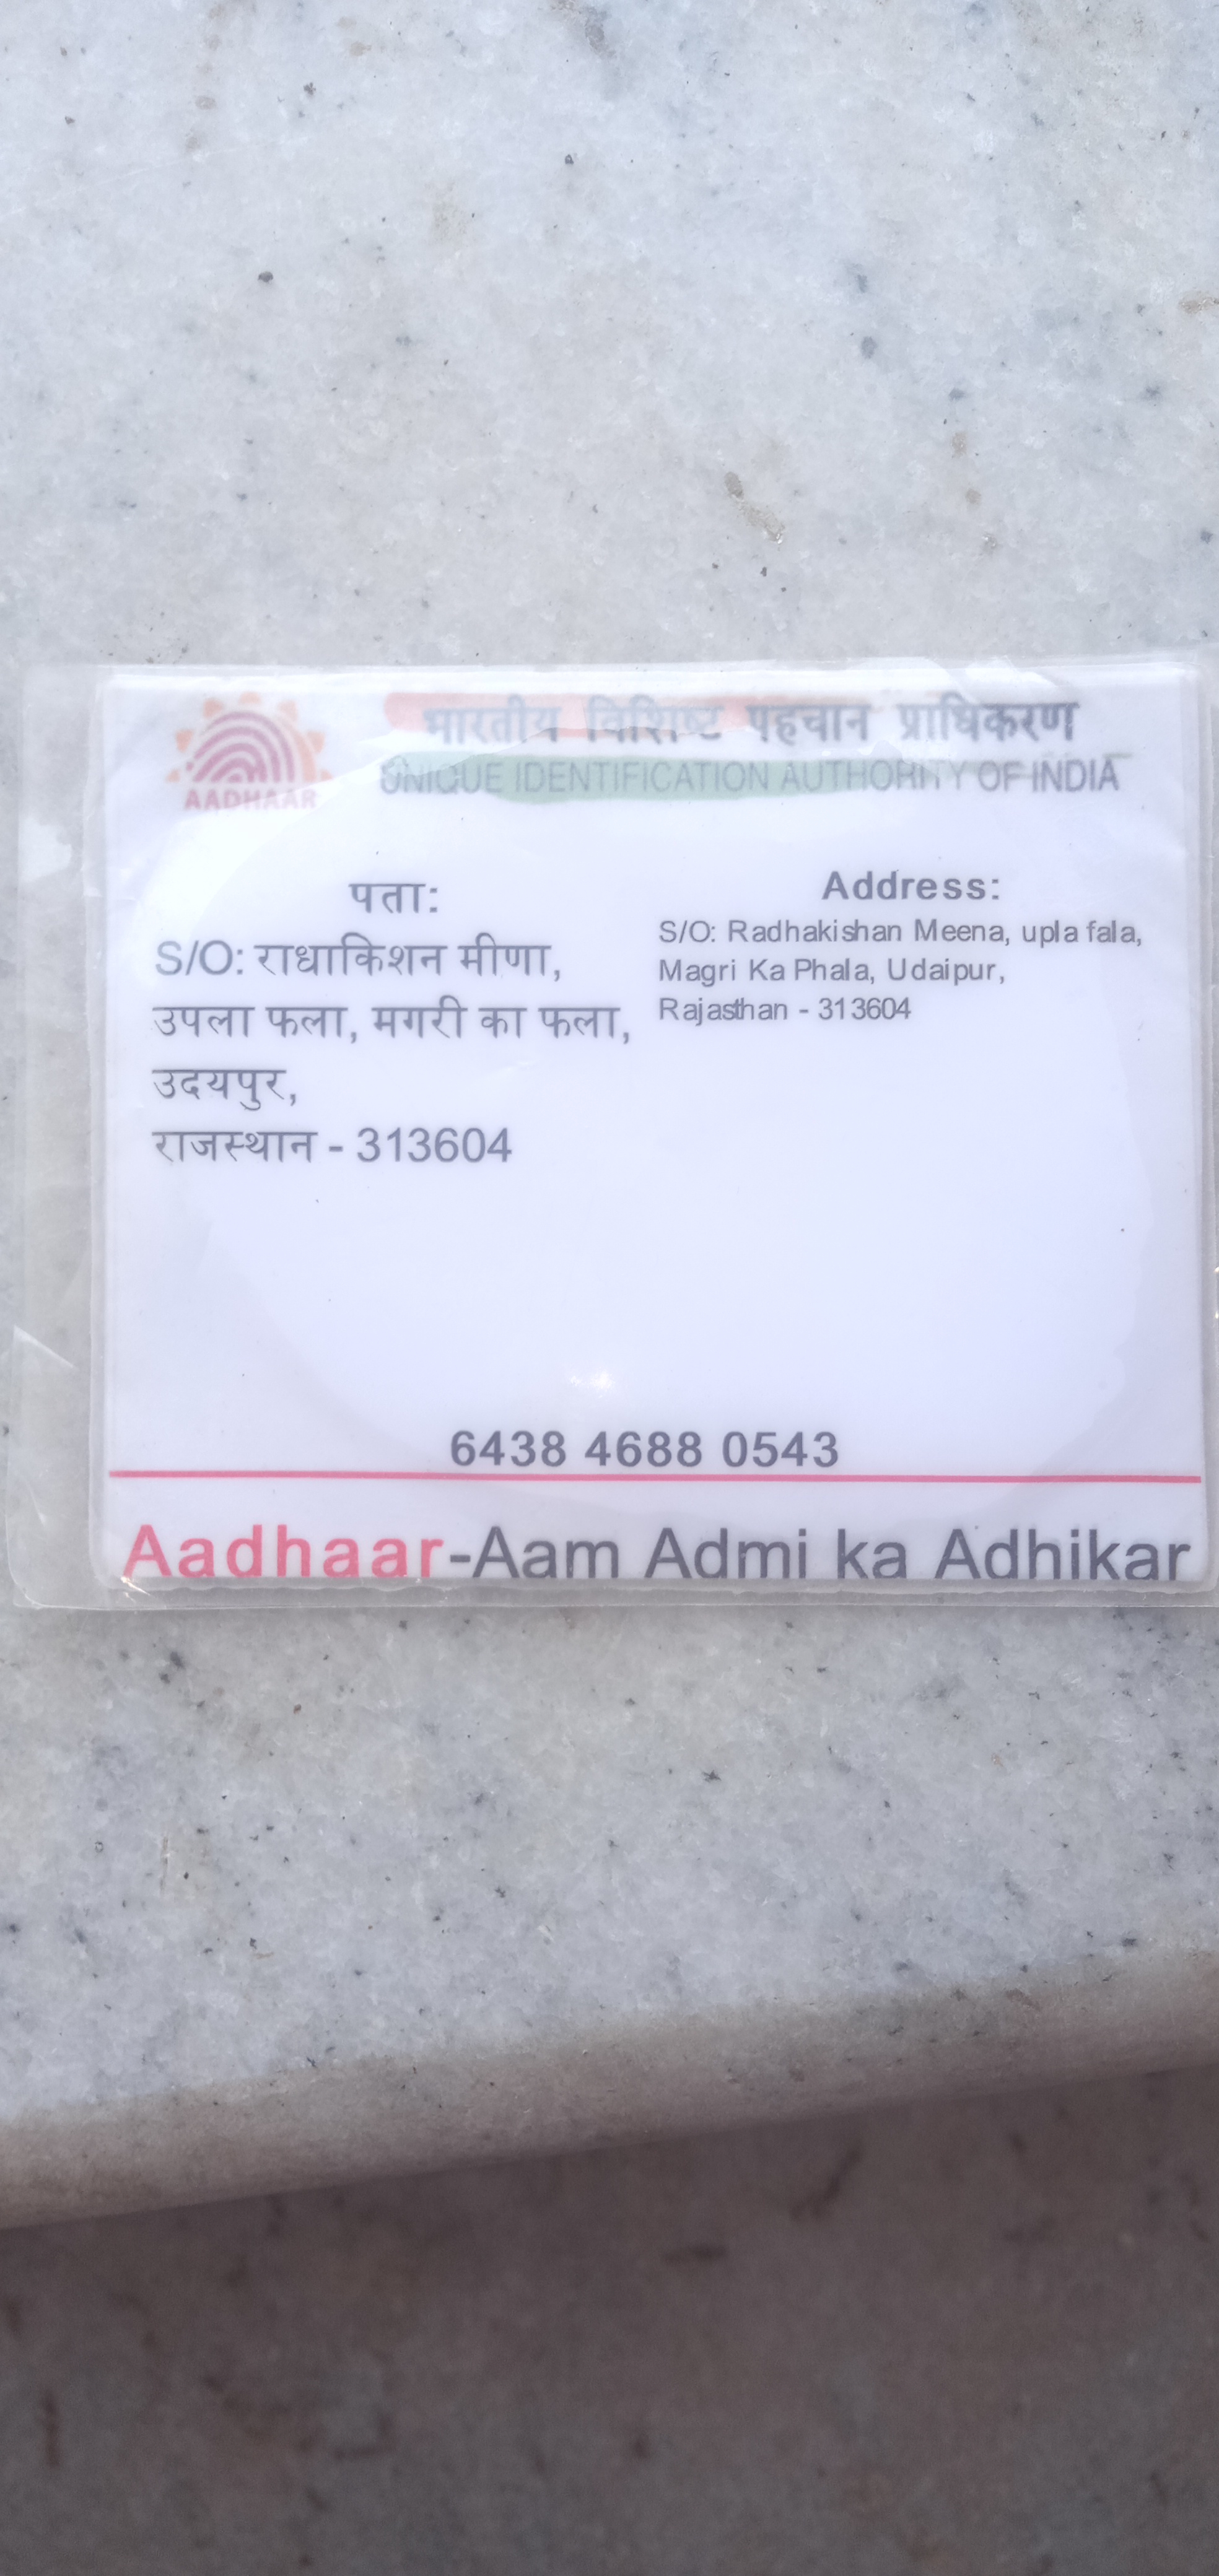 AADHAAR
भारतीय विशिष्ट पहचान प्राधिकरण
UNIQUE IDENTIFICATION AUTHORITY OF INDIA
पता:
S/O: राधाकिशन मीणा,
उपला फला, मगरी का फला,
उदयपुर,
राजस्थान - 313604
Address:
S/O: Radhakishan Meena, upla fala,
Magri Ka Phala, Udaipur,
Rajasthan - 313604
6438 4688 0543
Aadhaar-Aam Admi ka Adhikar